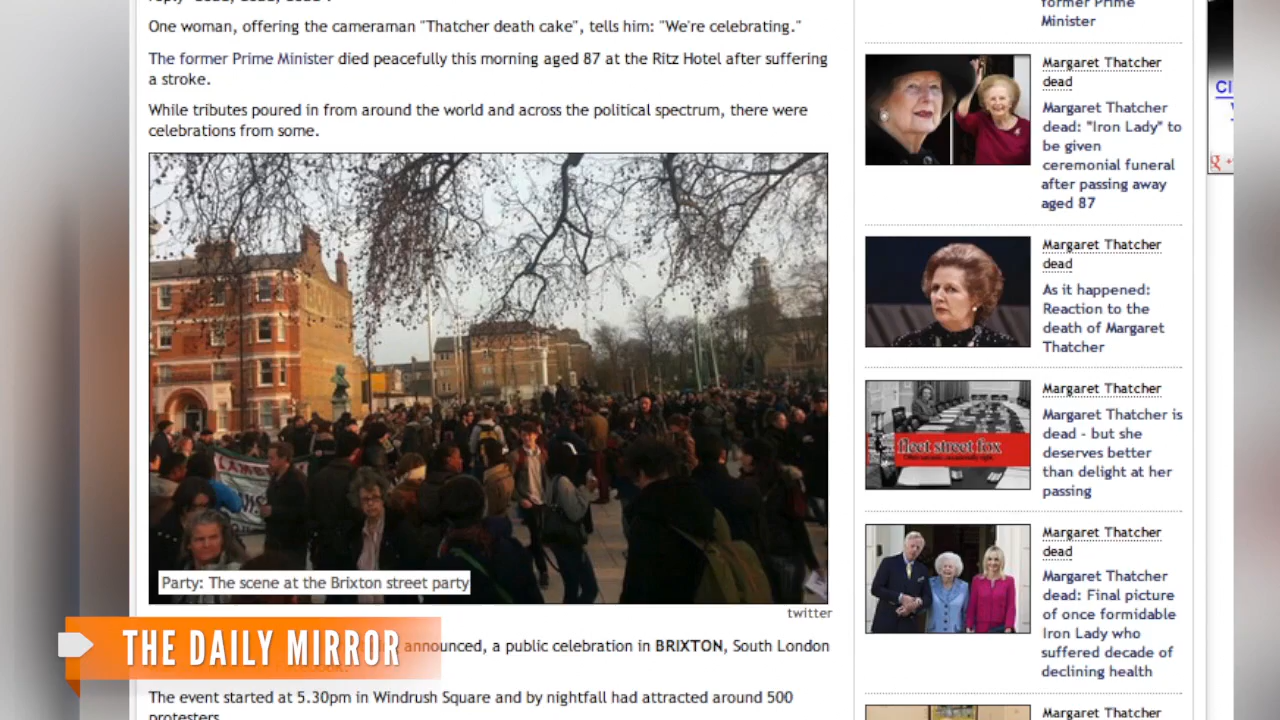 One woman, offering the cameraman "Thatcher death cake", tells him: "We're celebrating."
The former Prime Minister died peacefully this morning aged 87 at the Ritz Hotel after suffering
a stroke.
While tributes poured in from around the world and across the political spectrum, there were
celebrations from some.
Party: The scene at the Brixton street party
twitter
announced, a public celebration in BRIXTON, South London
The event started at 5.30pm in Windrush Square and by nightfall had attracted around 500
protesters
THE DAILY MIRROR
former Prime
Minister
Margaret Thatcher
dead
Margaret Thatcher
dead: "Iron Lady" to
be given
ceremonial funeral
after passing away
aged 87
Margaret Thatcher
dead
As it happened:
Reaction to the
death of Margaret
Thatcher
Margaret Thatcher
fleet street fox
Margaret Thatcher is
dead - but she
deserves better
than delight at her
passing
Margaret Thatcher
dead
Margaret Thatcher
dead: Final picture
of once formidable
Iron Lady who
suffered decade of
declining health
Margaret Thatcher